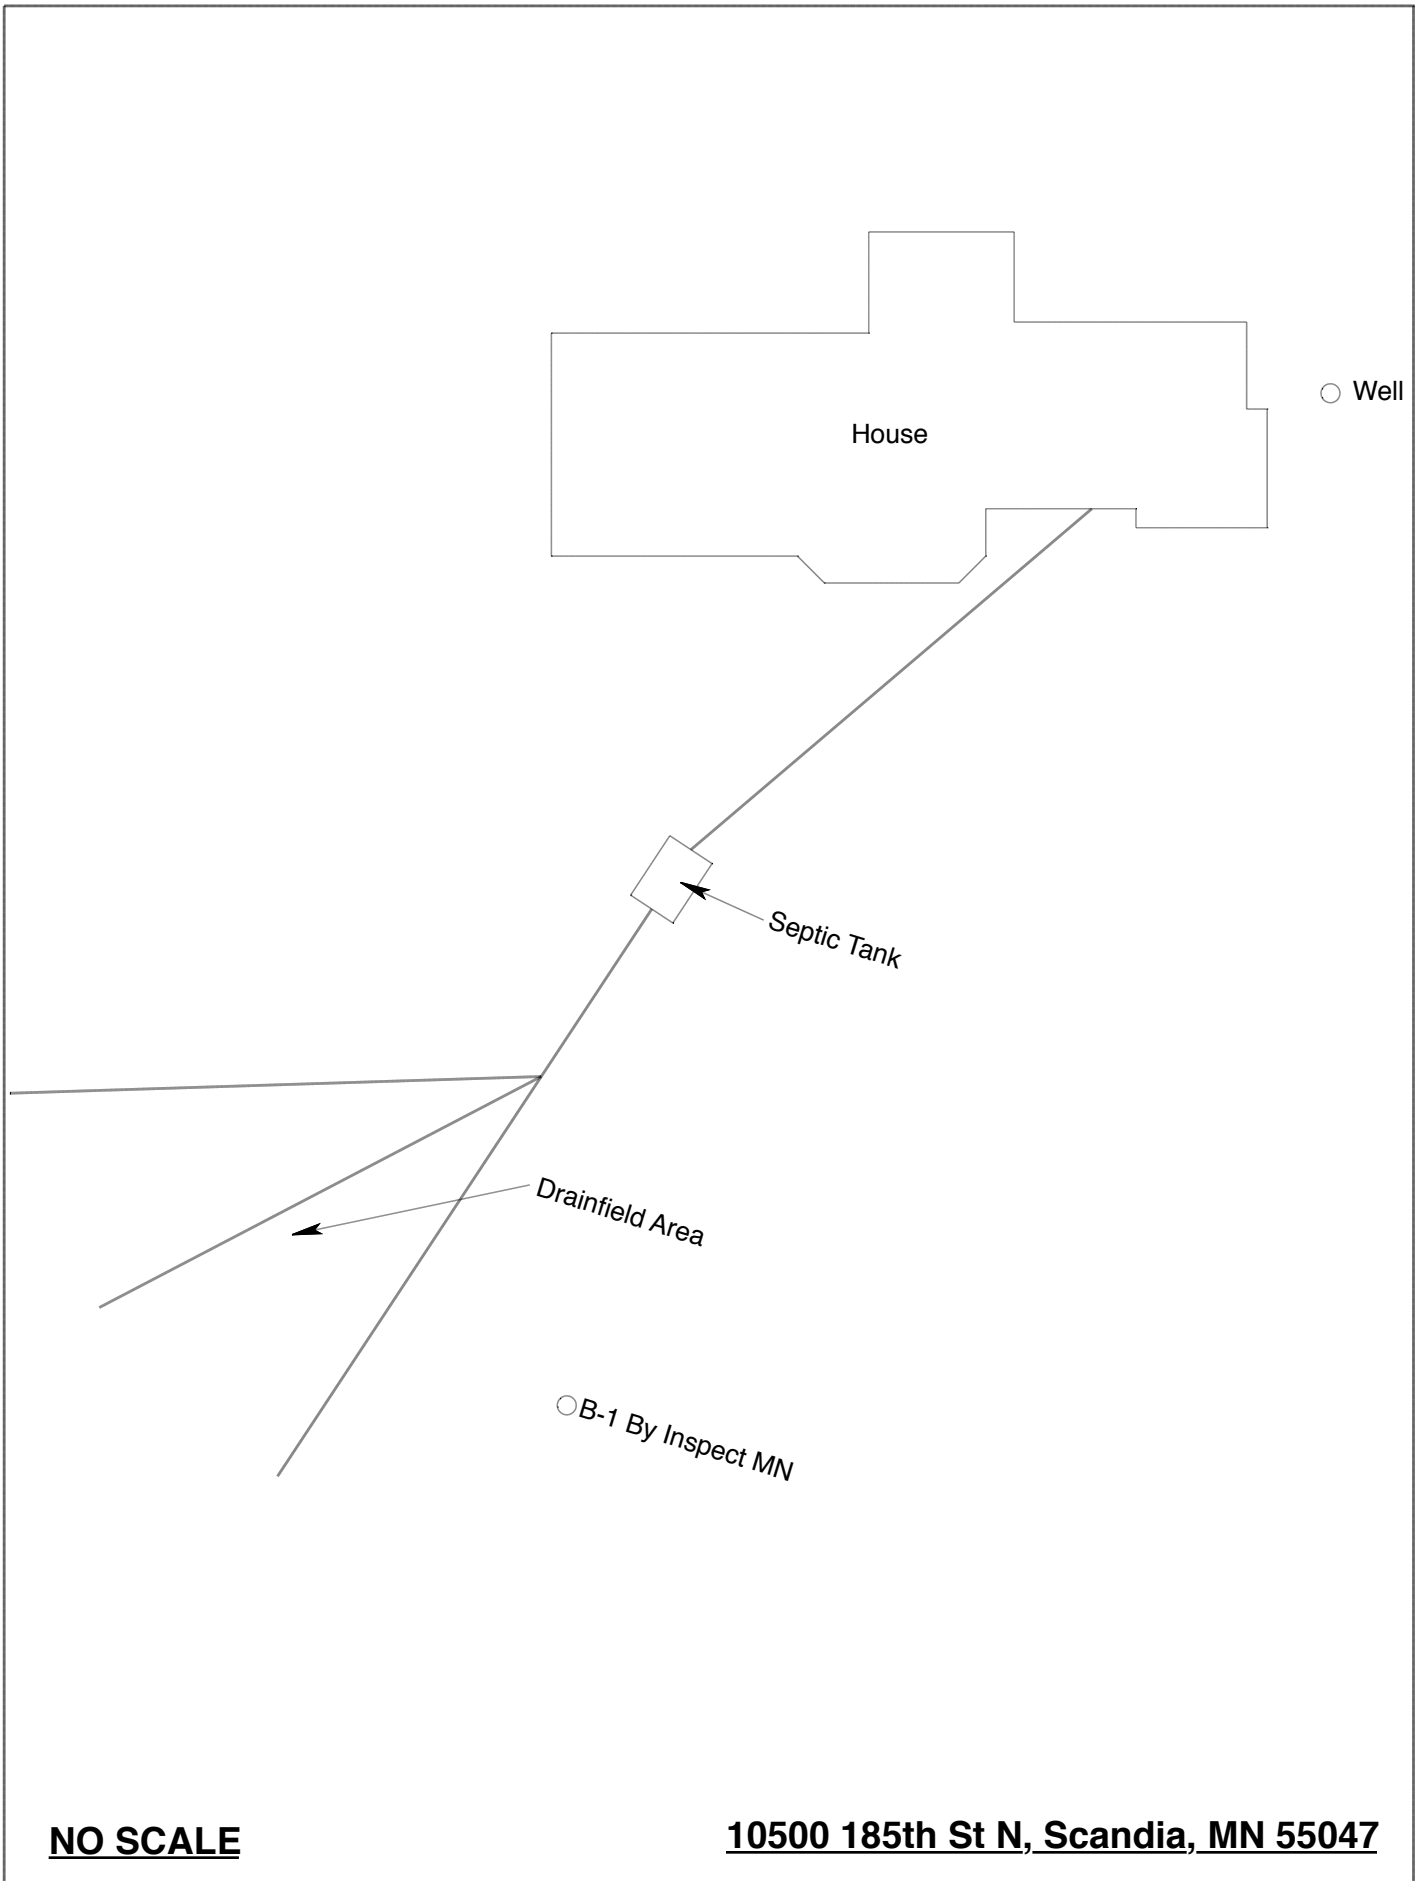 Well
House
Septic Tank
Drainfield Area
B-1 By Inspect MN
NO SCALE
10500 185th St N, Scandia, MN 55047